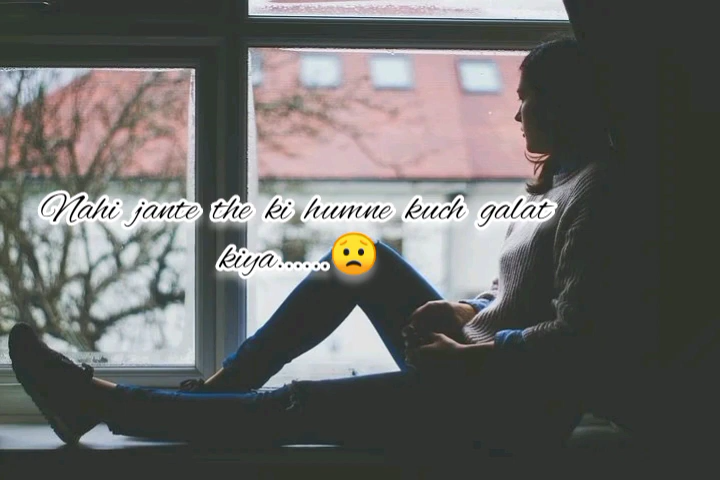 Nahi jante the ki humne kuch galat
kiya......😟